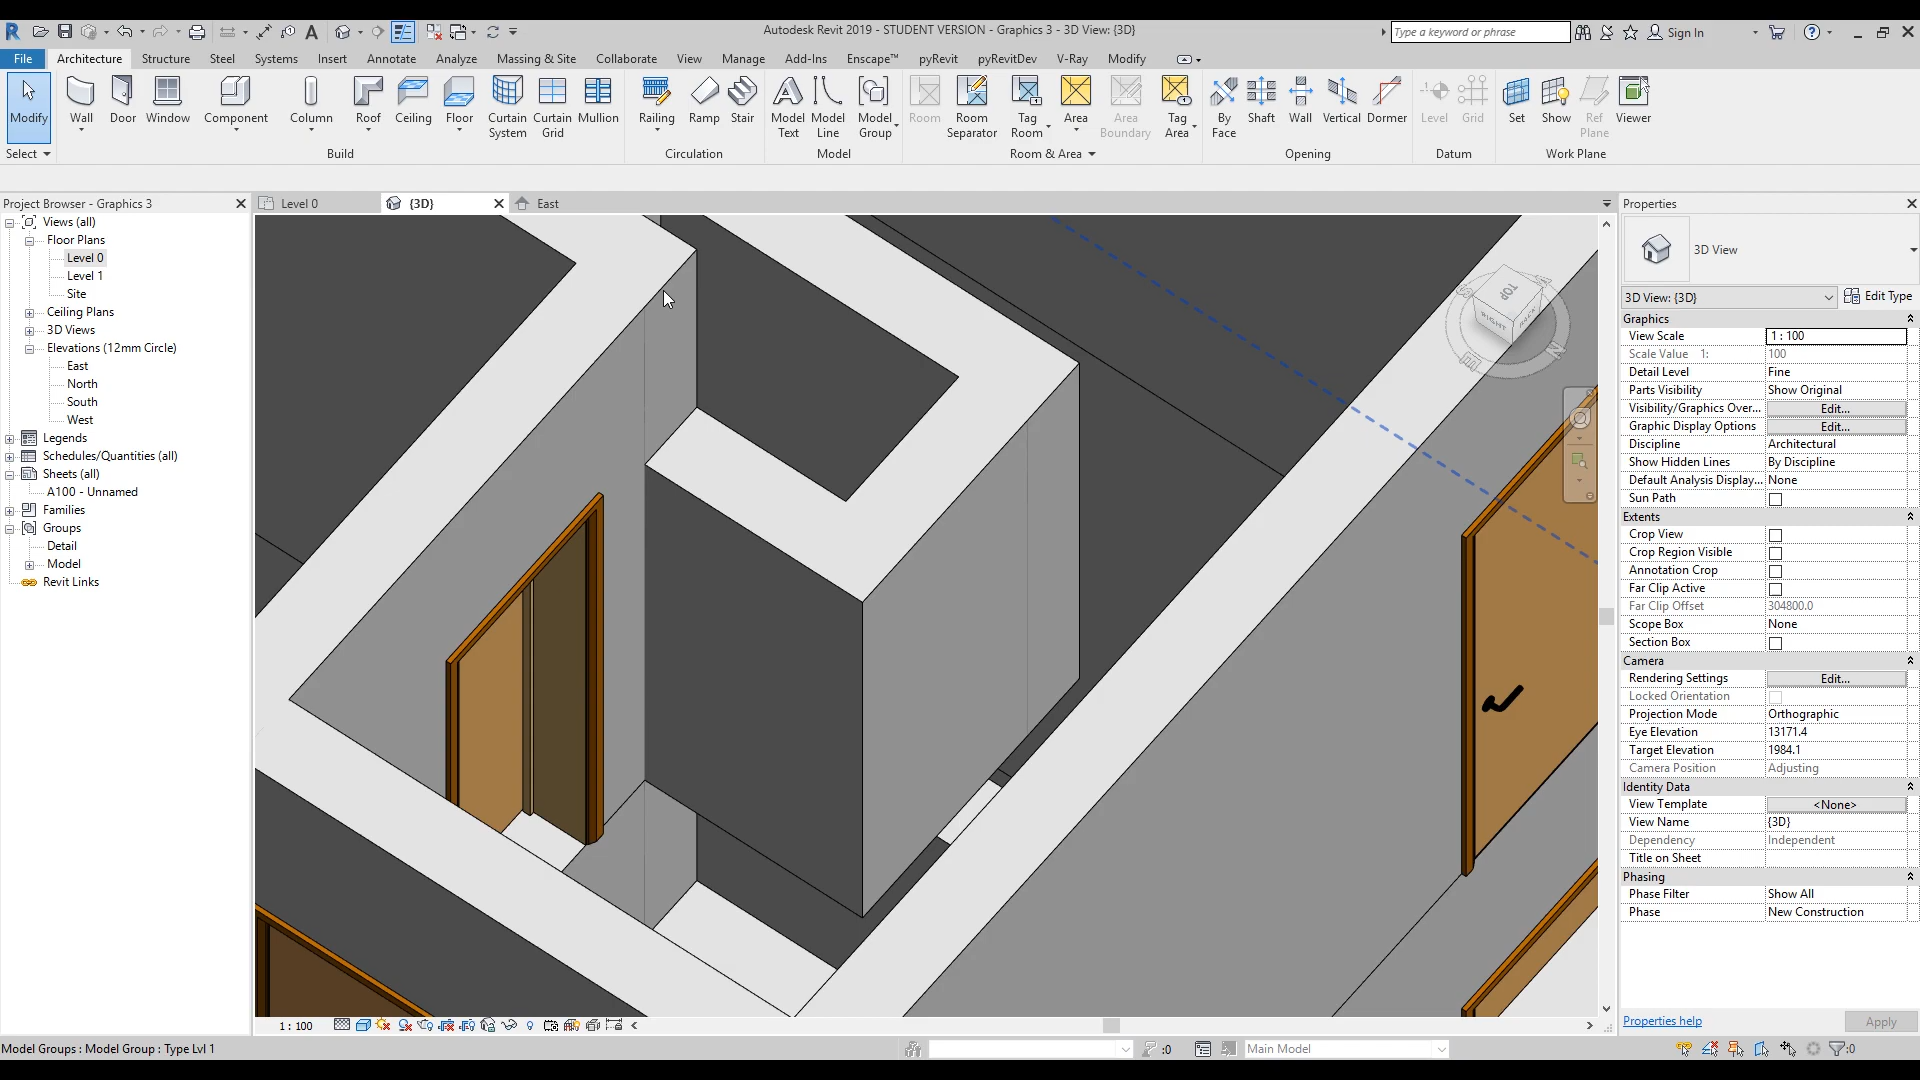 Autodesk Revit 2019 - STUDENT VERSION - Graphics 3 - 3D View: {3D}
Type a keyword or phrase
Sign In
File Architecture Structure Steel Systems Insert Annotate Analyze Massing & Site Collaborate View Manage Add-Ins Enscape™ pyRevit pyRevitDev V-Ray Modify
Modify Wall Door Window Component Column Roof Ceiling Floor Curtain System Curtain Grid Mullion Railing Ramp Stair Model Text Model Line Model Group Room Room Separator Tag Room Area Area Boundary Tag Area By Face Shaft Wall Vertical Dormer Level Grid Set Show Ref Plane Viewer
Select Build Circulation Model Room & Area Opening Datum Work Plane
Project Browser - Graphics 3
Level 0 {3D} East
Views (all)
Floor Plans
Level 0
Level 1
Site
Ceiling Plans
3D Views
Elevations (12mm Circle)
East
North
South
West
Legends
Schedules/Quantities (all)
Sheets (all)
A100 - Unnamed
Families
Groups
Detail
Model
Revit Links
TOP
RIGHT
BACK
Properties
3D View
3D View: {3D} Edit Type
Graphics
View Scale 1 : 100
Scale Value 1: 100
Detail Level Fine
Parts Visibility Show Original
Visibility/Graphics Over... Edit...
Graphic Display Options Edit...
Discipline Architectural
Show Hidden Lines By Discipline
Default Analysis Display... None
Sun Path
Extents
Crop View
Crop Region Visible
Annotation Crop
Far Clip Active
Far Clip Offset 304800.0
Scope Box None
Section Box
Camera
Rendering Settings Edit...
Locked Orientation
Projection Mode Orthographic
Eye Elevation 13171.4
Target Elevation 1984.1
Camera Position Adjusting
Identity Data
View Template <None>
View Name {3D}
Dependency Independent
Title on Sheet
Phasing
Phase Filter Show All
Phase New Construction
Properties help Apply
1 : 100
Model Groups : Model Group : Type Lvl 1
:0
Main Model
:0